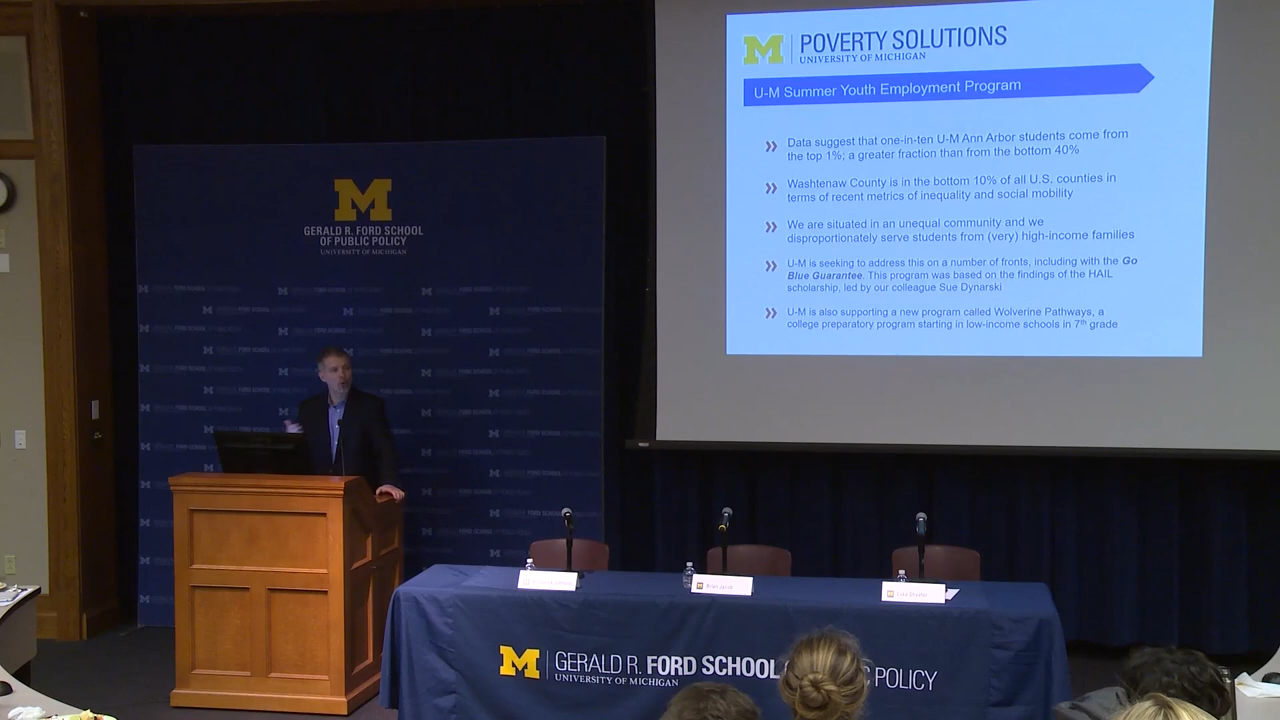 M
POVERTY SOLUTIONS
UNIVERSITY OF MICHIGAN
U-M Summer Youth Employment Program
Data suggest that one-in-ten U-M Ann Arbor students come from
the top 1%; a greater fraction than from the bottom 40%
Washtenaw County is in the bottom 10% of all U.S. counties in
terms of recent metrics of inequality and social mobility
We are situated in an unequal community and we
disproportionately serve students from (very) high-income families
U-M is seeking to address this on a number of fronts, including with the Go
Blue Guarantee. This program was based on the findings of the HAIL
scholarship, led by our colleague Sue Dynarski
U-M is also supporting a new program called Wolverine Pathways, a
college preparatory program starting in low-income schools in 7th grade
M
GERALD R. FORD SCHOOL
OF PUBLIC POLICY
UNIVERSITY OF MICHIGAN
Brian Jacob
Luke Shaefer
M
GERALD R. FORD SCHOOL PUBLIC POLICY
UNIVERSITY OF MICHIGAN